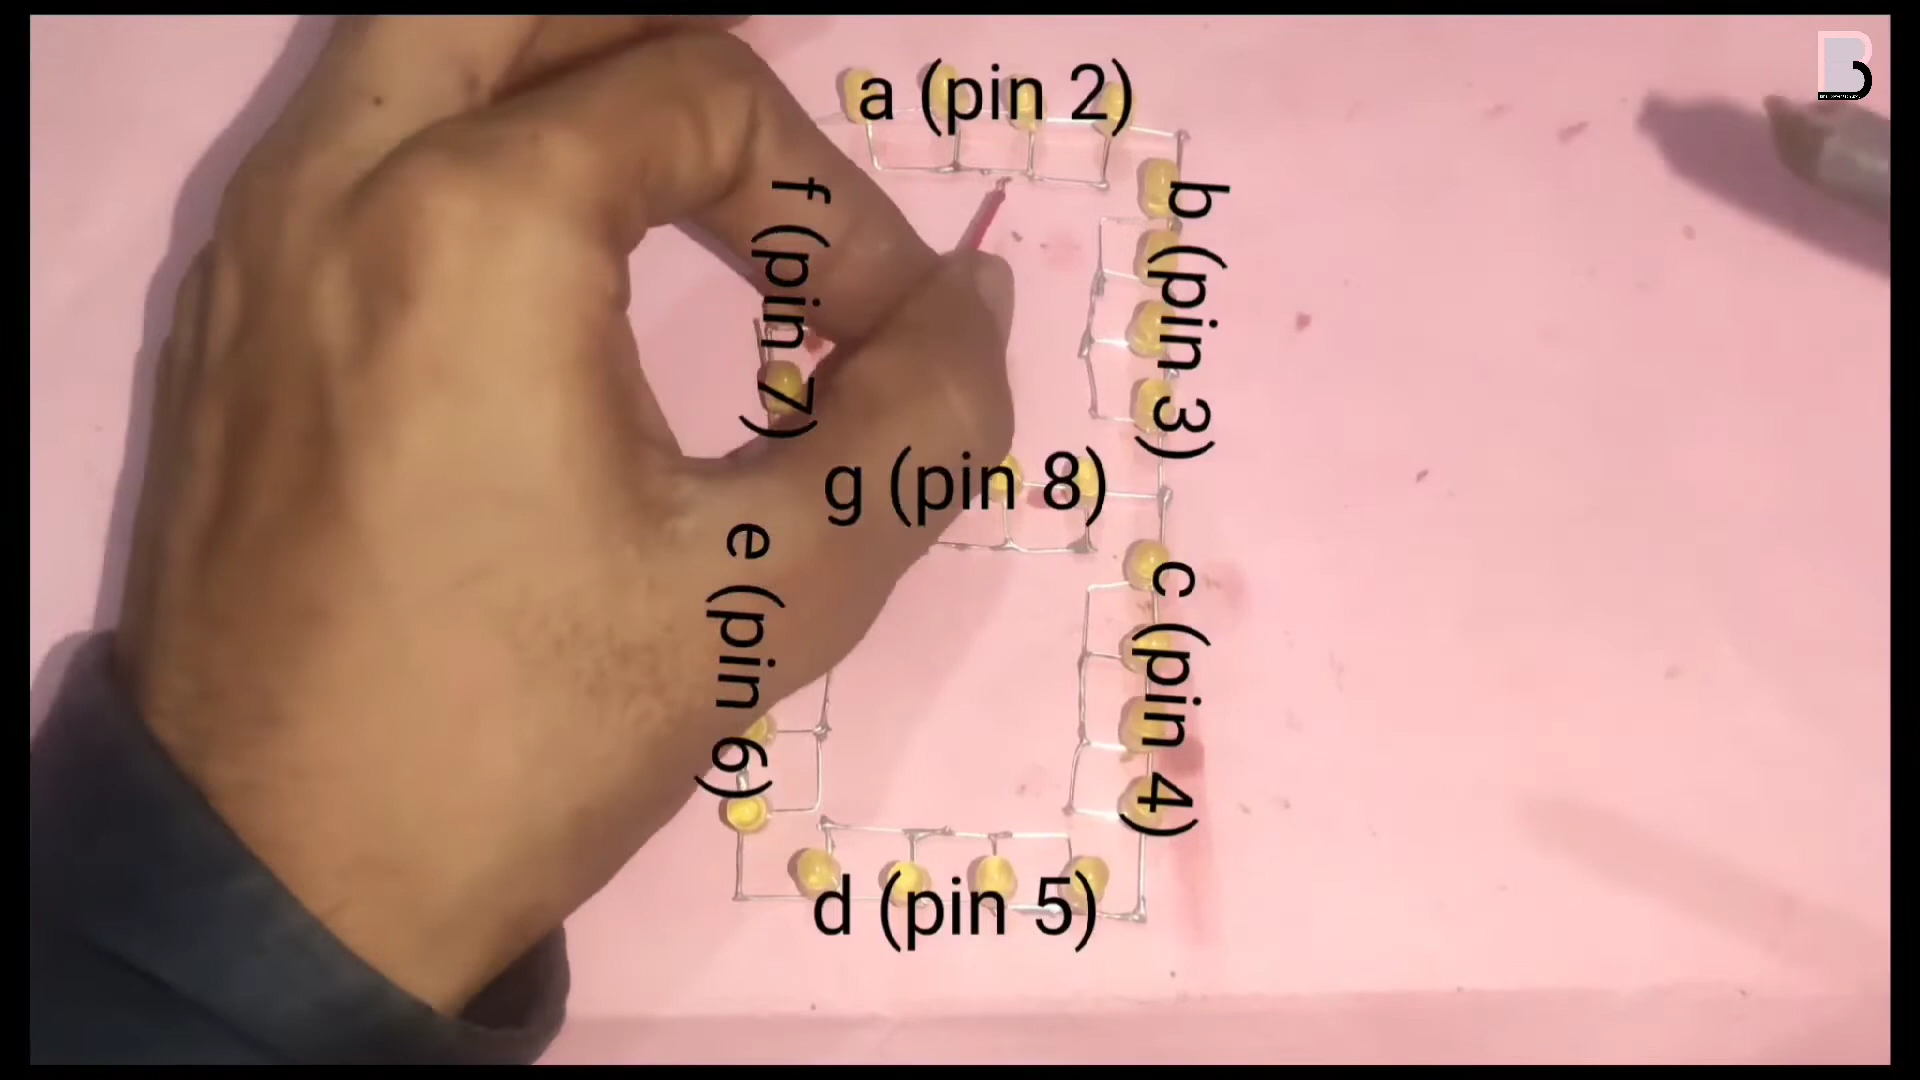 a (pin 2)
f (pin 7)
b (pin 3)
g (pin 8)
e (pin 6)
c (pin 4)
d (pin 5)